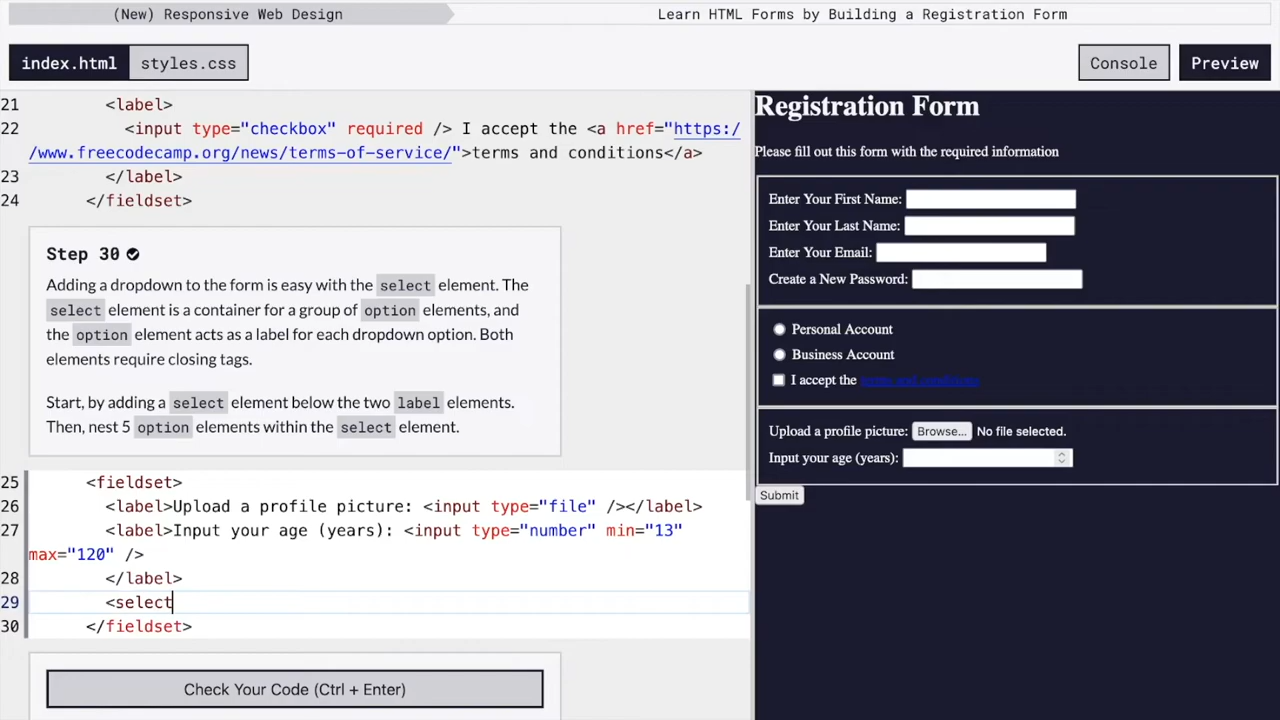 (New) Responsive Web Design
Learn HTML Forms by Building a Registration Form
index.html
styles.css
Console
Preview
21 <label>
22 <input type="checkbox" required /> I accept the <a href="https:/
/www.freecodecamp.org/news/terms-of-service/">terms and conditions</a>
23 </label>
24 </fieldset>
Step 30
Adding a dropdown to the form is easy with the select element. The
select element is a container for a group of option elements, and
the option element acts as a label for each dropdown option. Both
elements require closing tags.
Start, by adding a select element below the two label elements.
Then, nest 5 option elements within the select element.
25 <fieldset>
26 <label>Upload a profile picture: <input type="file" /></label>
27 <label>Input your age (years): <input type="number" min="13"
max="120" />
28 </label>
29 <select
30 </fieldset>
Check Your Code (Ctrl + Enter)
Registration Form
Please fill out this form with the required information
Enter Your First Name:
Enter Your Last Name:
Enter Your Email:
Create a New Password:
Personal Account
Business Account
I accept the terms and conditions
Upload a profile picture: Browse... No file selected.
Input your age (years):
Submit